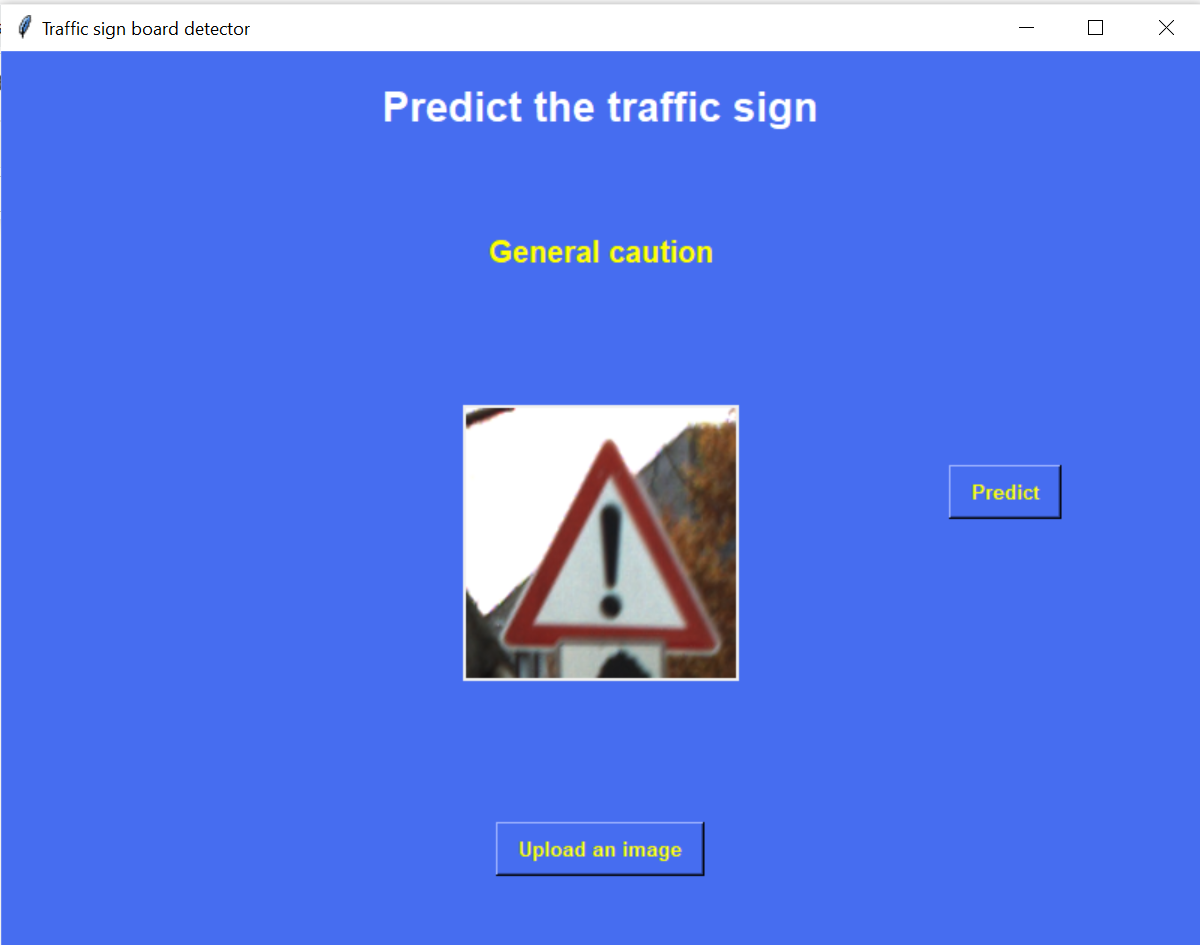 Traffic sign board detector
Predict the traffic sign
General caution
Predict
Upload an image